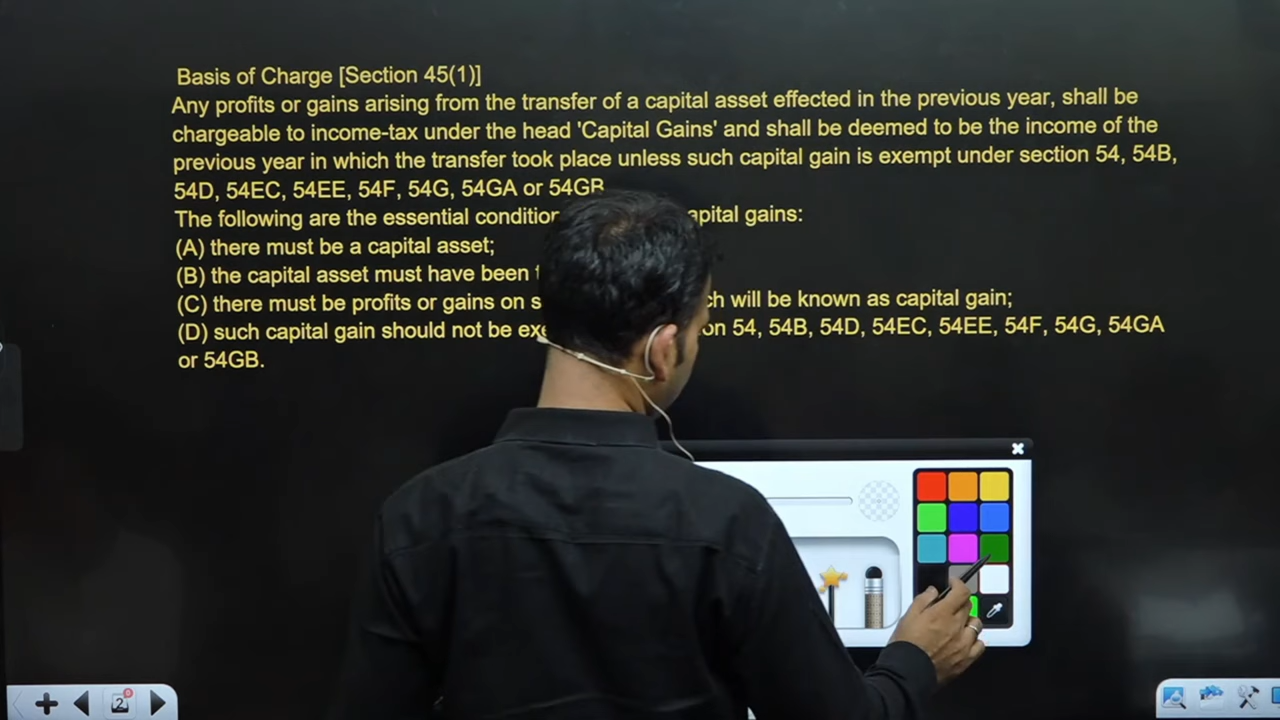 Basis of Charge [Section 45(1)]
Any profits or gains arising from the transfer of a capital asset effected in the previous year, shall be
chargeable to income-tax under the head 'Capital Gains' and shall be deemed to be the income of the
previous year in which the transfer took place unless such capital gain is exempt under section 54, 54B,
54D, 54EC, 54EE, 54F, 54G, 54GA or 54GB
The following are the essential apital gains:
(A) there must be a capital asset;
(B) the capital asset must have been
(C) there must be profits or gains on will be known as capital gain;
(D) such capital gain should not be 54, 54B, 54D, 54EC, 54EE, 54F, 54G, 54GA
or 54GB.
2